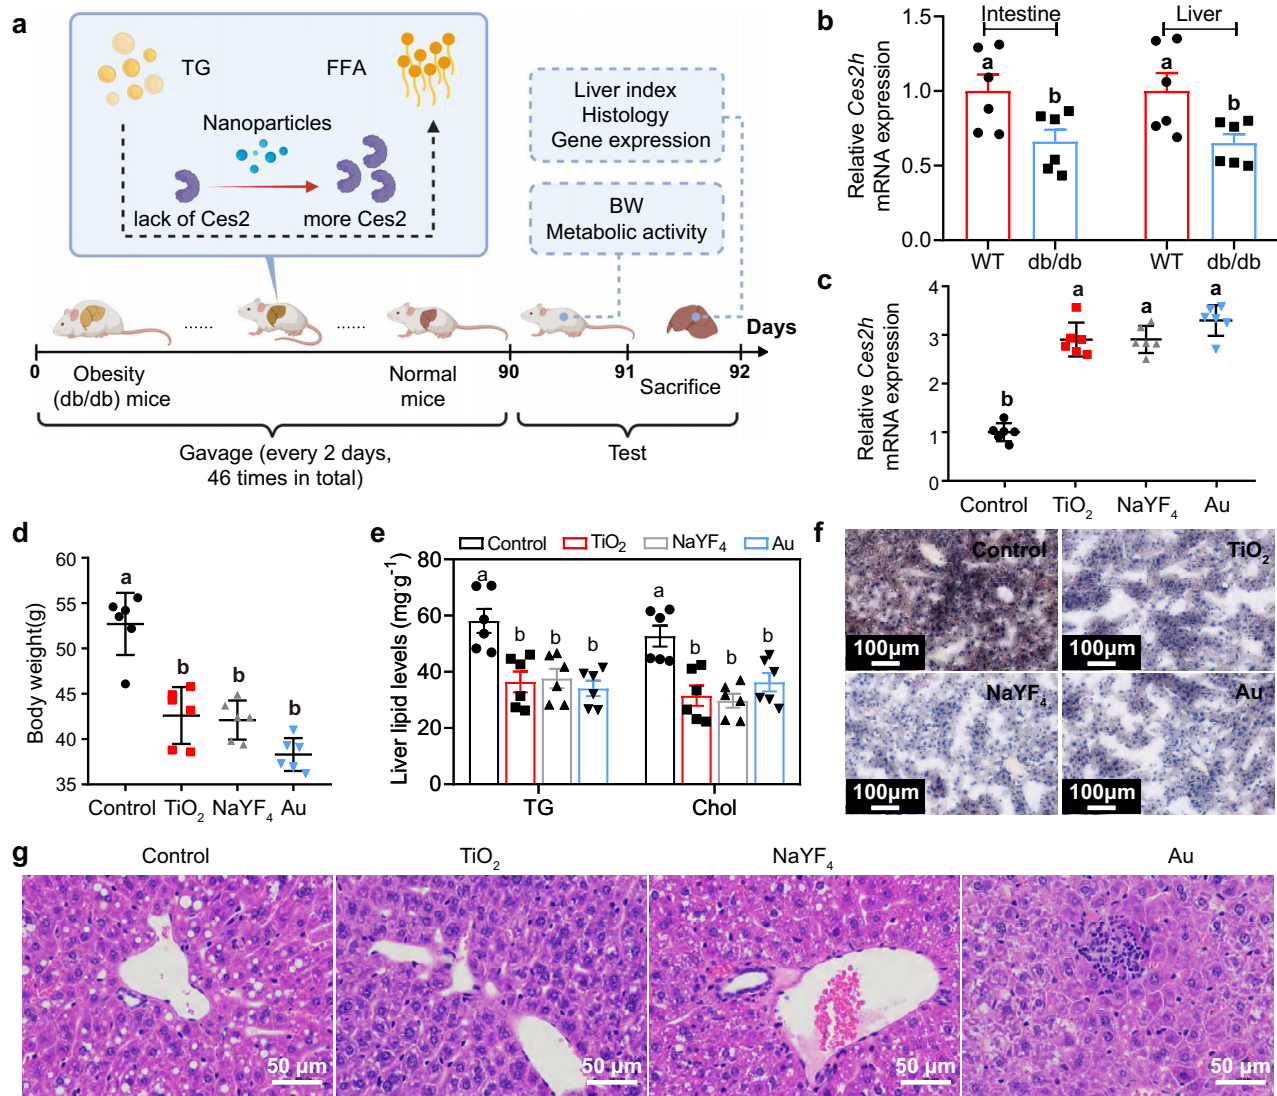 a
TG
FFA
Nanoparticles
lack of Ces2
more Ces2
Liver index
Histology
Gene expression
BW
Metabolic activity
......
......
Days
0
Obesity
(db/db) mice
Normal
mice
90
91
Sacrifice
92
Gavage (every 2 days,
46 times in total)
Test
b
Relative Ces2h
mRNA expression
1.5
1.0
0.5
0.0
Intestine
Liver
a
b
a
b
WT
db/db
WT
db/db
c
Relative Ces2h
mRNA expression
4
3
2
1
0
b
a
a
a
Control
TiO2
NaYF4
Au
d
Body weight(g)
60
55
50
45
40
35
a
b
b
b
Control
TiO2
NaYF4
Au
e
Control
TiO2
NaYF4
Au
Liver lipid levels (mg·g-1)
80
60
40
20
0
a
b
b
b
a
b
b
b
TG
Chol
f
Control
100µm
TiO2
100µm
NaYF4
100µm
Au
100µm
g
Control
TiO2
NaYF4
Au
50 µm
50 µm
50 µm
50 µm